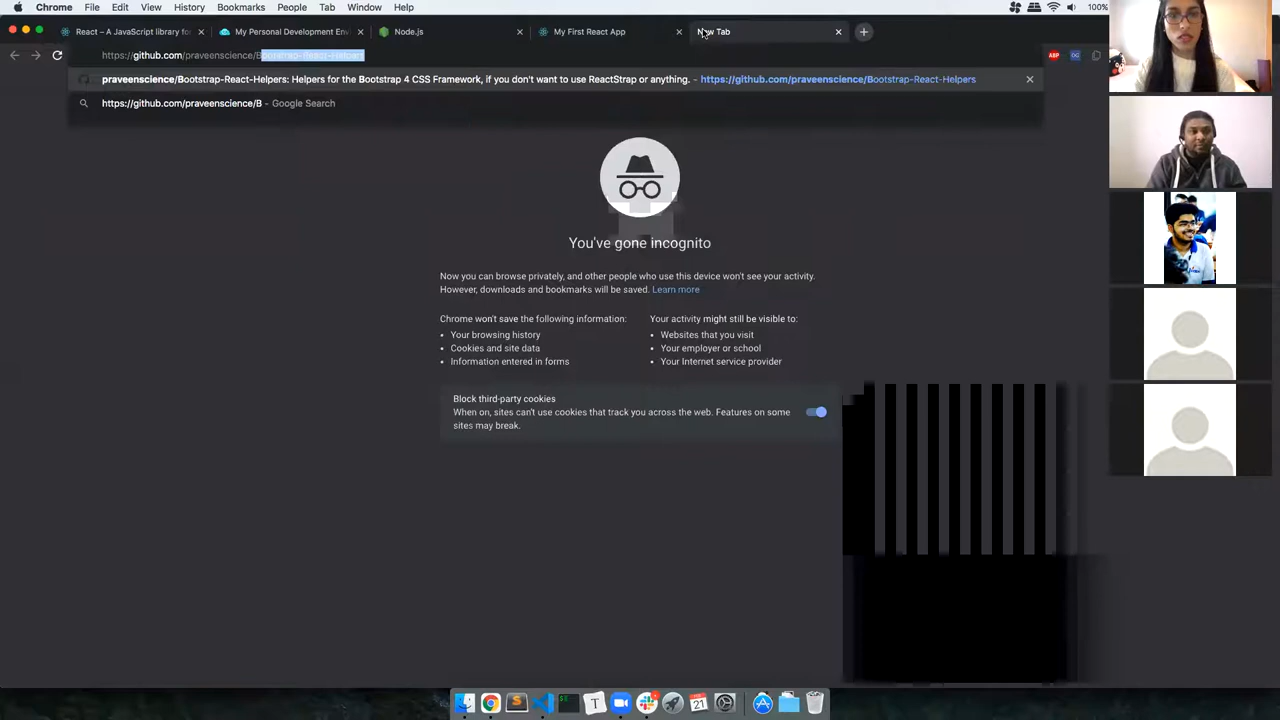 Chrome File Edit View History Bookmarks People Tab Window Help 100%
React – A JavaScript library fo
My Personal Development Env
Node.js
My First React App
New Tab
https://github.com/praveenscience/Bootstrap-React-Helpers
ABP
praveenscience/Bootstrap-React-Helpers: Helpers for the Bootstrap 4 CSS Framework, if you don't want to use ReactStrap or anything. – https://github.com/praveenscience/Bootstrap-React-Helpers
https://github.com/praveenscience/B – Google Search
You've gone incognito
Now you can browse privately, and other people who use this device won't see your activity.
However, downloads and bookmarks will be saved. Learn more
Chrome won't save the following information:
• Your browsing history
• Cookies and site data
• Information entered in forms
Your activity might still be visible to:
• Websites that you visit
• Your employer or school
• Your Internet service provider
Block third-party cookies
When on, sites can't use cookies that track you across the web. Features on some
sites may break.
T
21